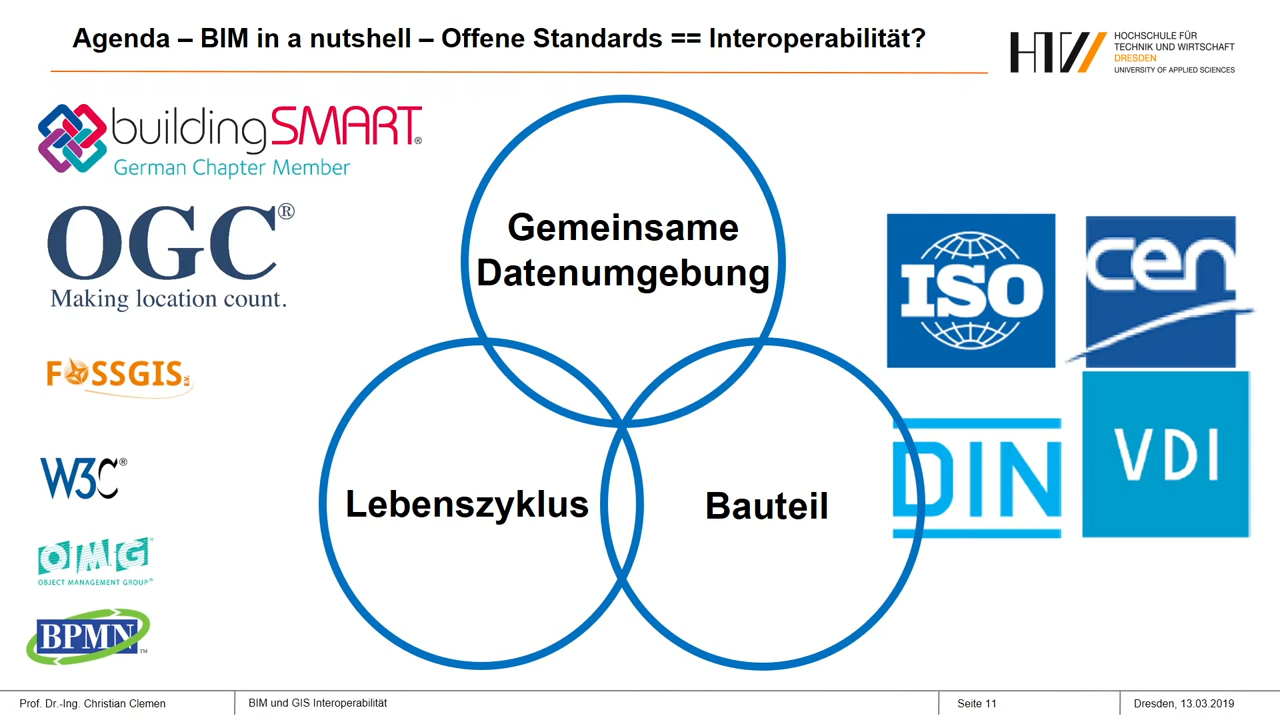 Agenda – BIM in a nutshell – Offene Standards == Interoperabilität?
HTW
HOCHSCHULE FÜR
TECHNIK UND WIRTSCHAFT
DRESDEN
UNIVERSITY OF APPLIED SCIENCES
buildingSMART®
German Chapter Member
OGC®
Making location count.
FOSSGIS e.V.
W3C®
OMG
OBJECT MANAGEMENT GROUP®
BPMN™
Gemeinsame
Datenumgebung
Lebenszyklus
Bauteil
ISO
cen
DIN
VDI
Prof. Dr.-Ing. Christian Clemen
BIM und GIS Interoperabilität
Seite 11
Dresden, 13.03.2019